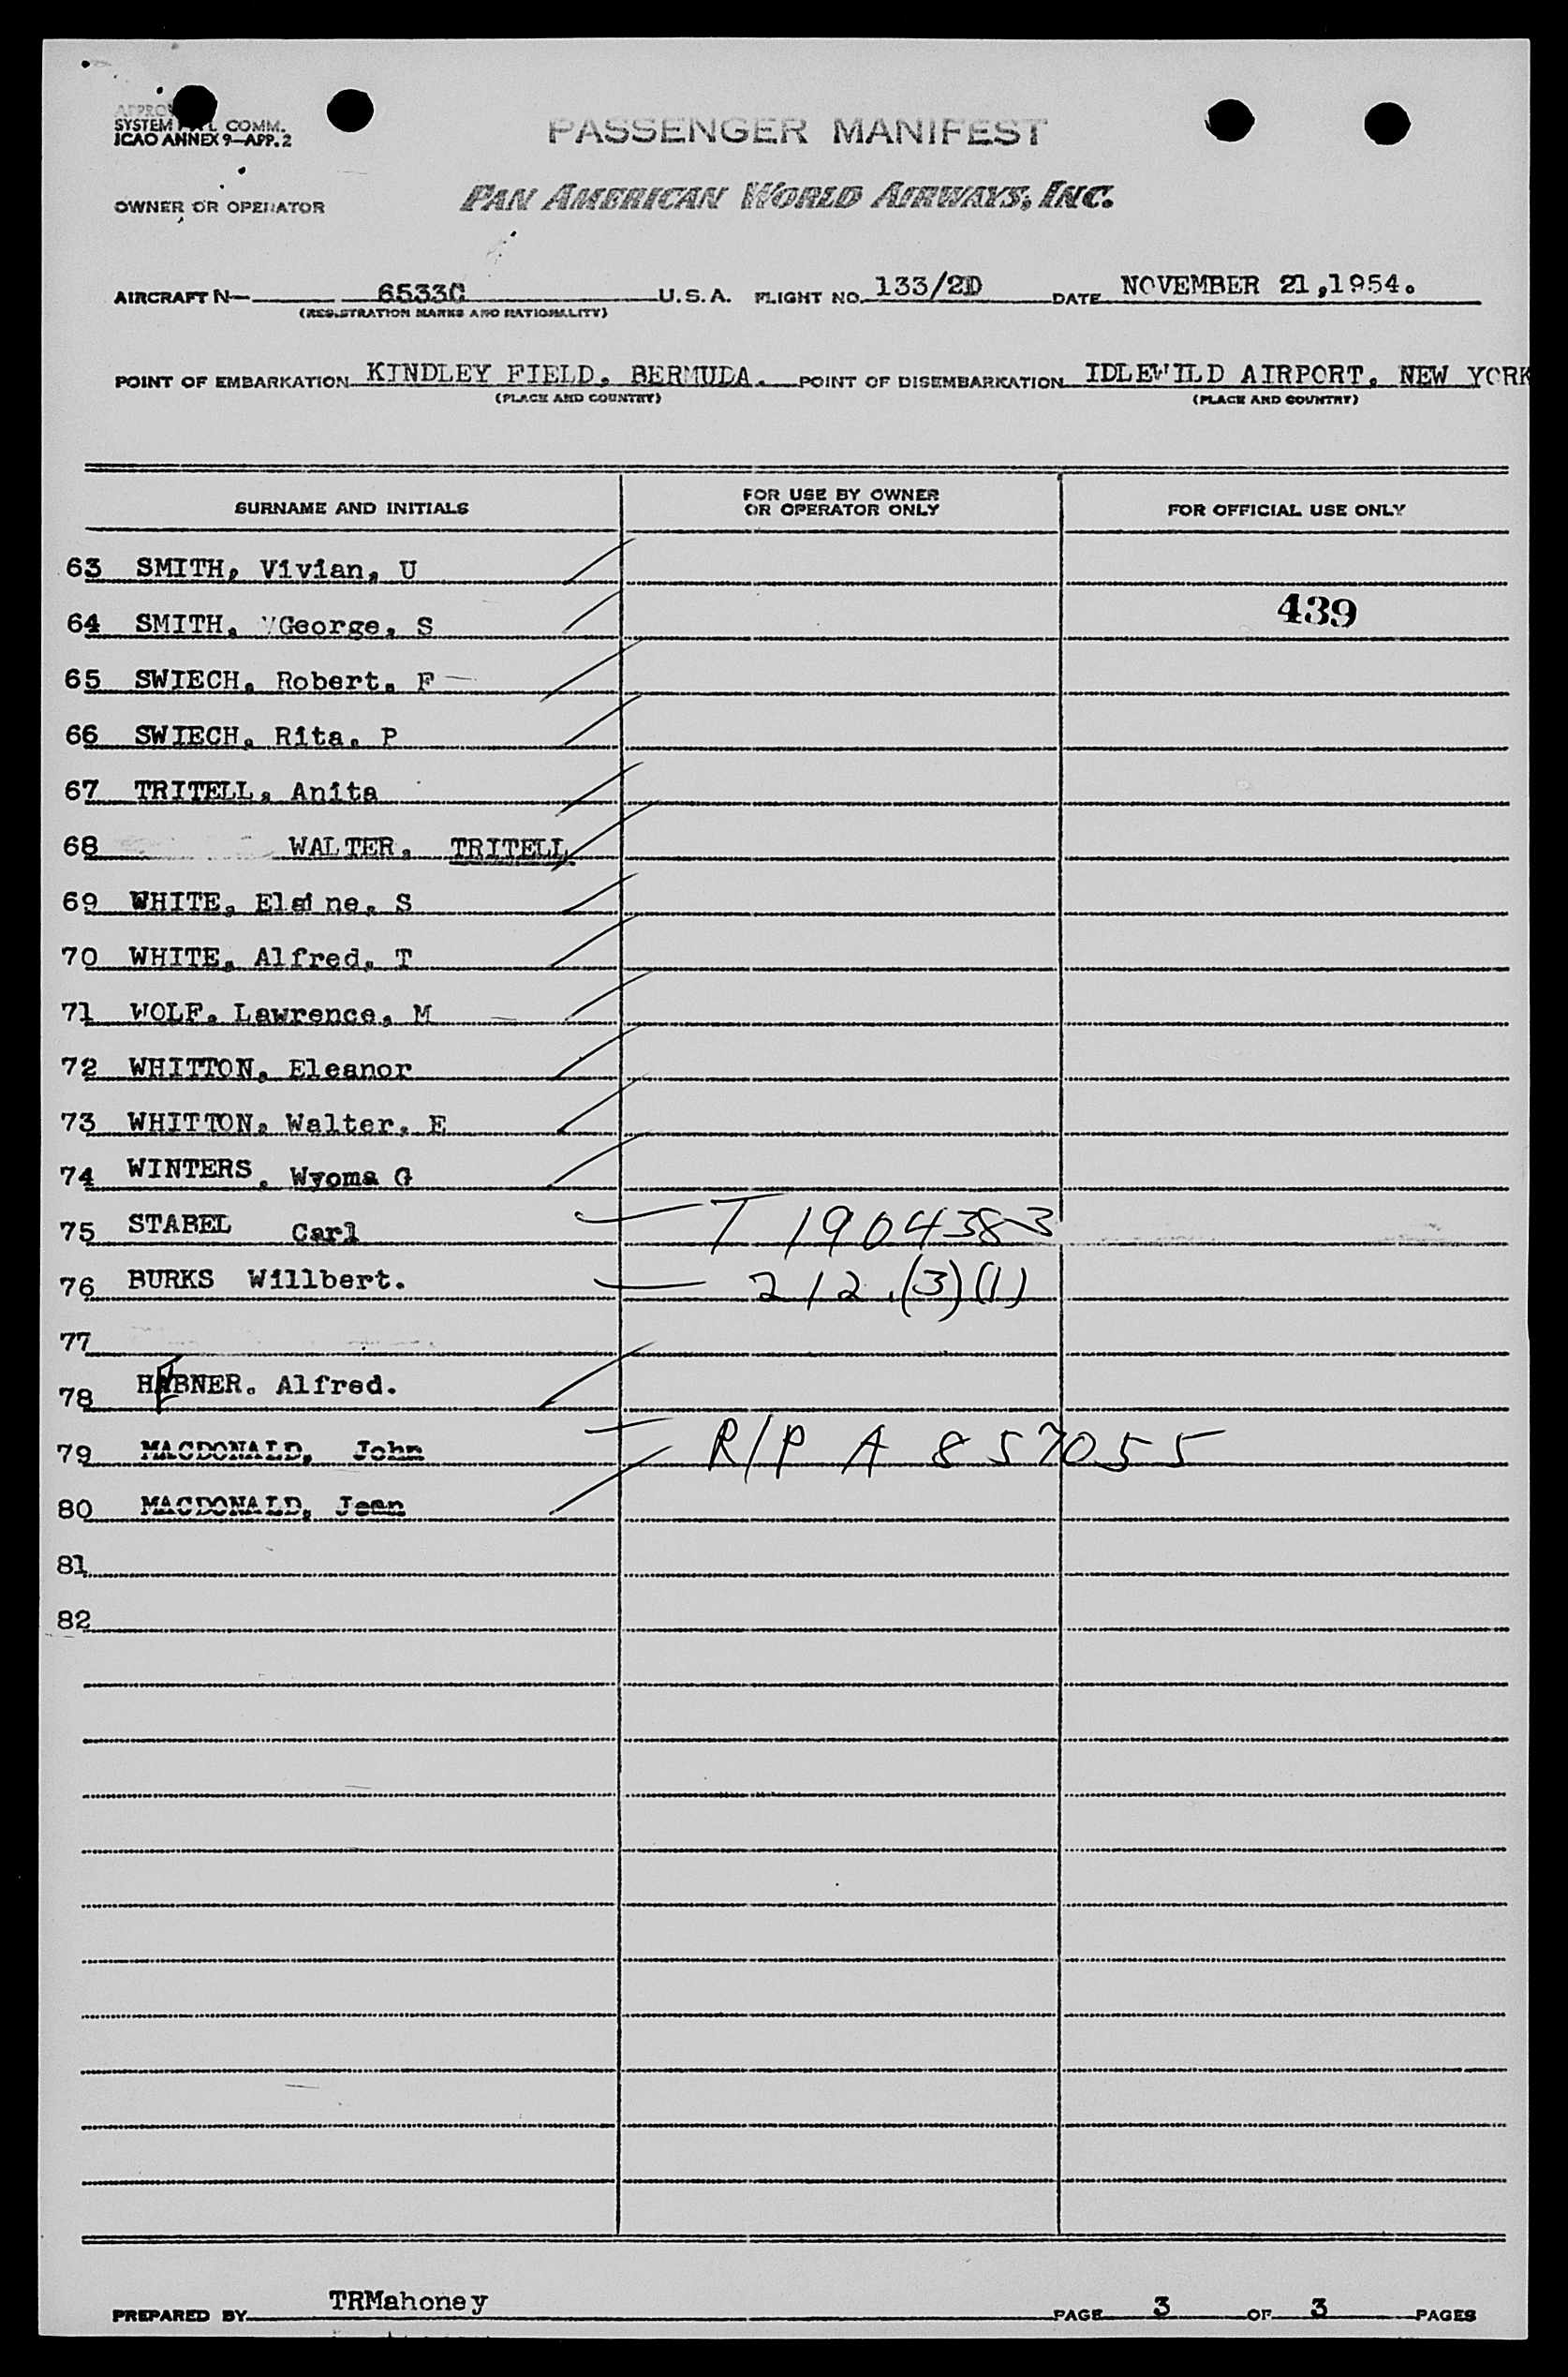 SYSTEM COMM.
ICAO ANNEX 9—APP. 2
PASSENGER MANIFEST
OWNER OR OPERATOR PAN AMERICAN WORLD AIRWAYS, INC.
AIRCRAFT N— 6533C U.S.A. FLIGHT NO. 133/2D DATE NOVEMBER 21,1954.
(REGISTRATION MARKS AND NATIONALITY)
POINT OF EMBARKATION KINDLEY FIELD, BERMUDA. POINT OF DISEMBARKATION IDLEWILD AIRPORT, NEW YORK
(PLACE AND COUNTRY) (PLACE AND COUNTRY)
SURNAME AND INITIALS FOR USE BY OWNER OR OPERATOR ONLY FOR OFFICIAL USE ONLY
63 SMITH, Vivian, U
64 SMITH, George, S 439
65 SWIECH, Robert, F
66 SWIECH, Rita, P
67 TRITELL, Anita
68 WALTER, TRITELL
69 WHITE, Elaine, S
70 WHITE, Alfred, T
71 WOLF, Lawrence, M
72 WHITTON, Eleanor
73 WHITTON, Walter, E
74 WINTERS, Wyoma G
75 STABEL Carl T 1904383
76 BURKS Willbert. 212.(3)(1)
77
78 HEBNER. Alfred.
79 MACDONALD, John R/P A 857055
80 MACDONALD, Jean
81
82
PREPARED BY TRMahoney PAGE 3 OF 3 PAGES